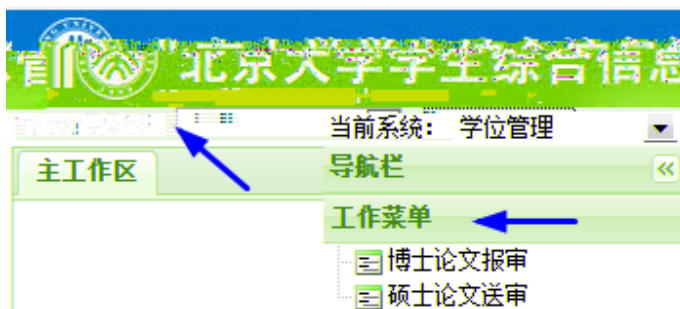 北京大学学生综合信息
当前系统： 学位管理
主工作区
导航栏
工作菜单
博士论文报审
硕士论文送审